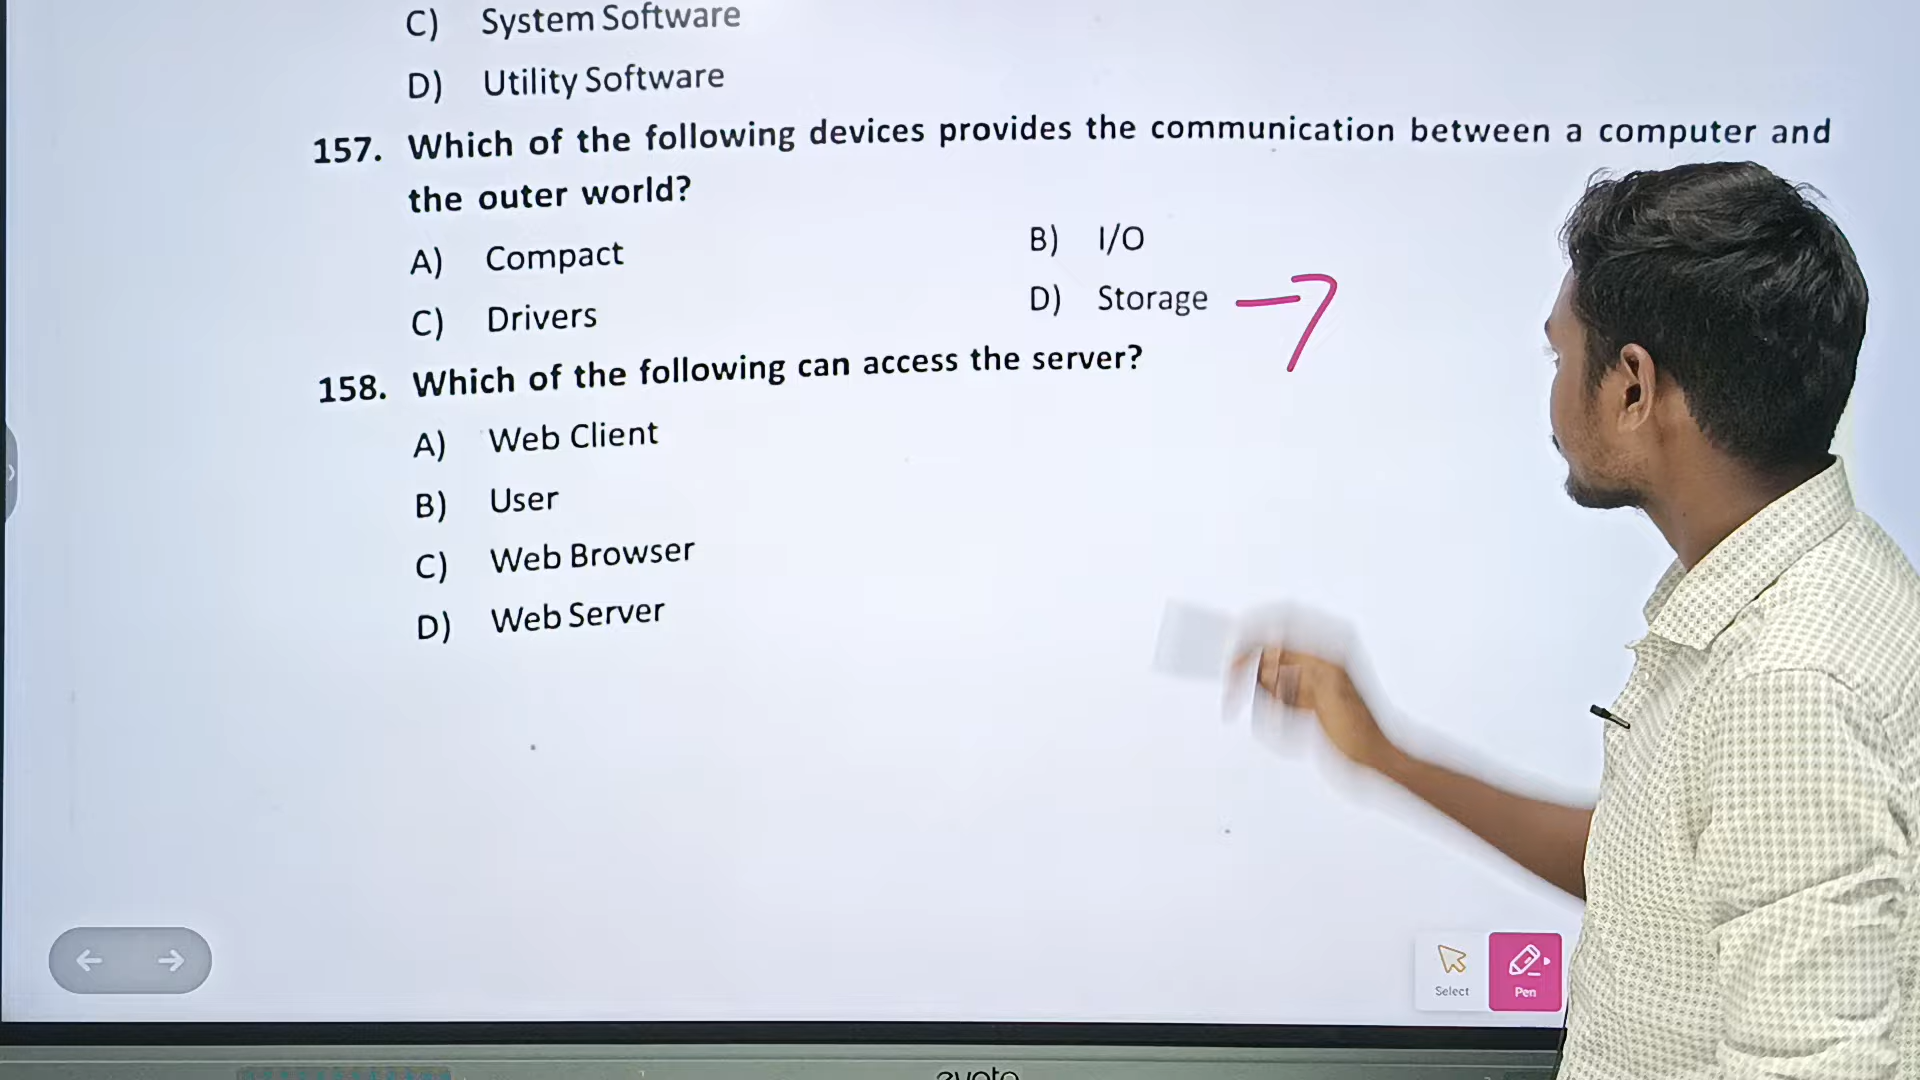 C) System Software
D) Utility Software
157. Which of the following devices provides the communication between a computer and
the outer world?
A) Compact
B) I/O
C) Drivers
D) Storage
158. Which of the following can access the server?
A) Web Client
B) User
C) Web Browser
D) Web Server
Select
Pen